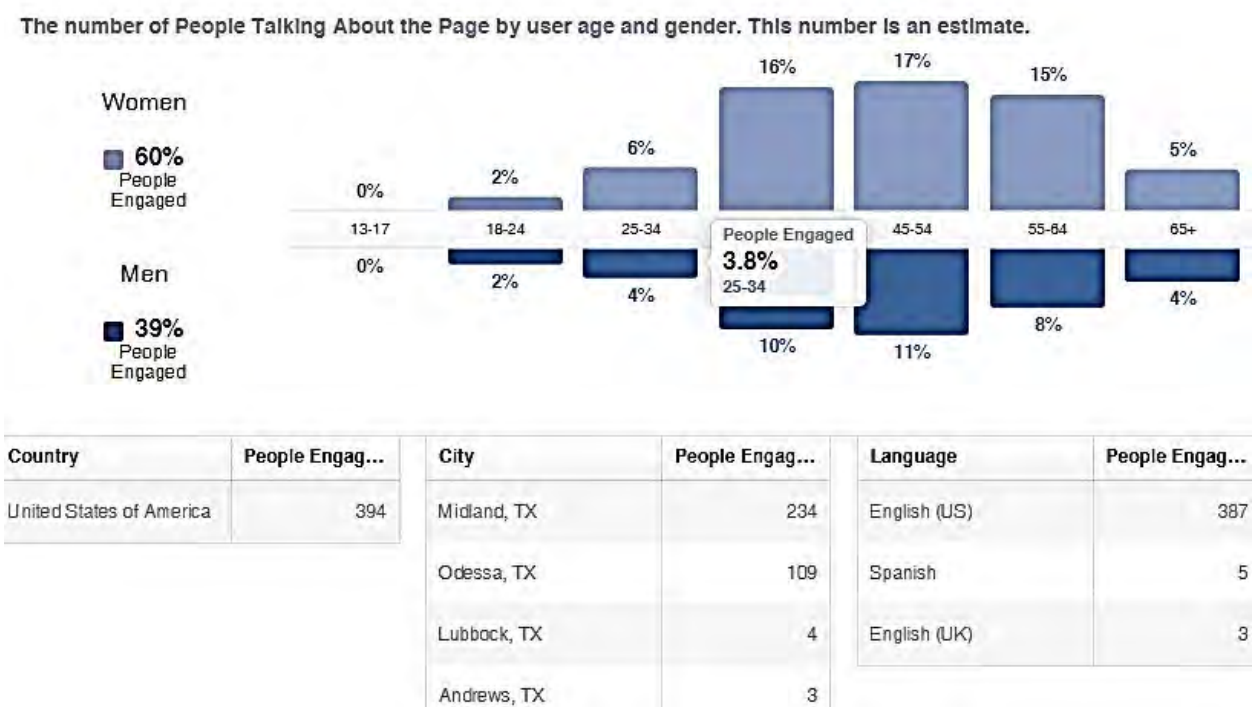 The number of People Talking About the Page by user age and gender. This number is an estimate.
Women
60%
People
Engaged
0% 2% 6% 16% 17% 15% 5%
13-17 18-24 25-34 45-54 55-64 65+
Men
39%
People
Engaged
0% 2% 4% 10% 11% 8% 4%
People Engaged
3.8%
25-34
Country People Engag...
United States of America 394
City People Engag...
Midland, TX 234
Odessa, TX 109
Lubbock, TX 4
Andrews, TX 3
Language People Engag...
English (US) 387
Spanish 5
English (UK) 3